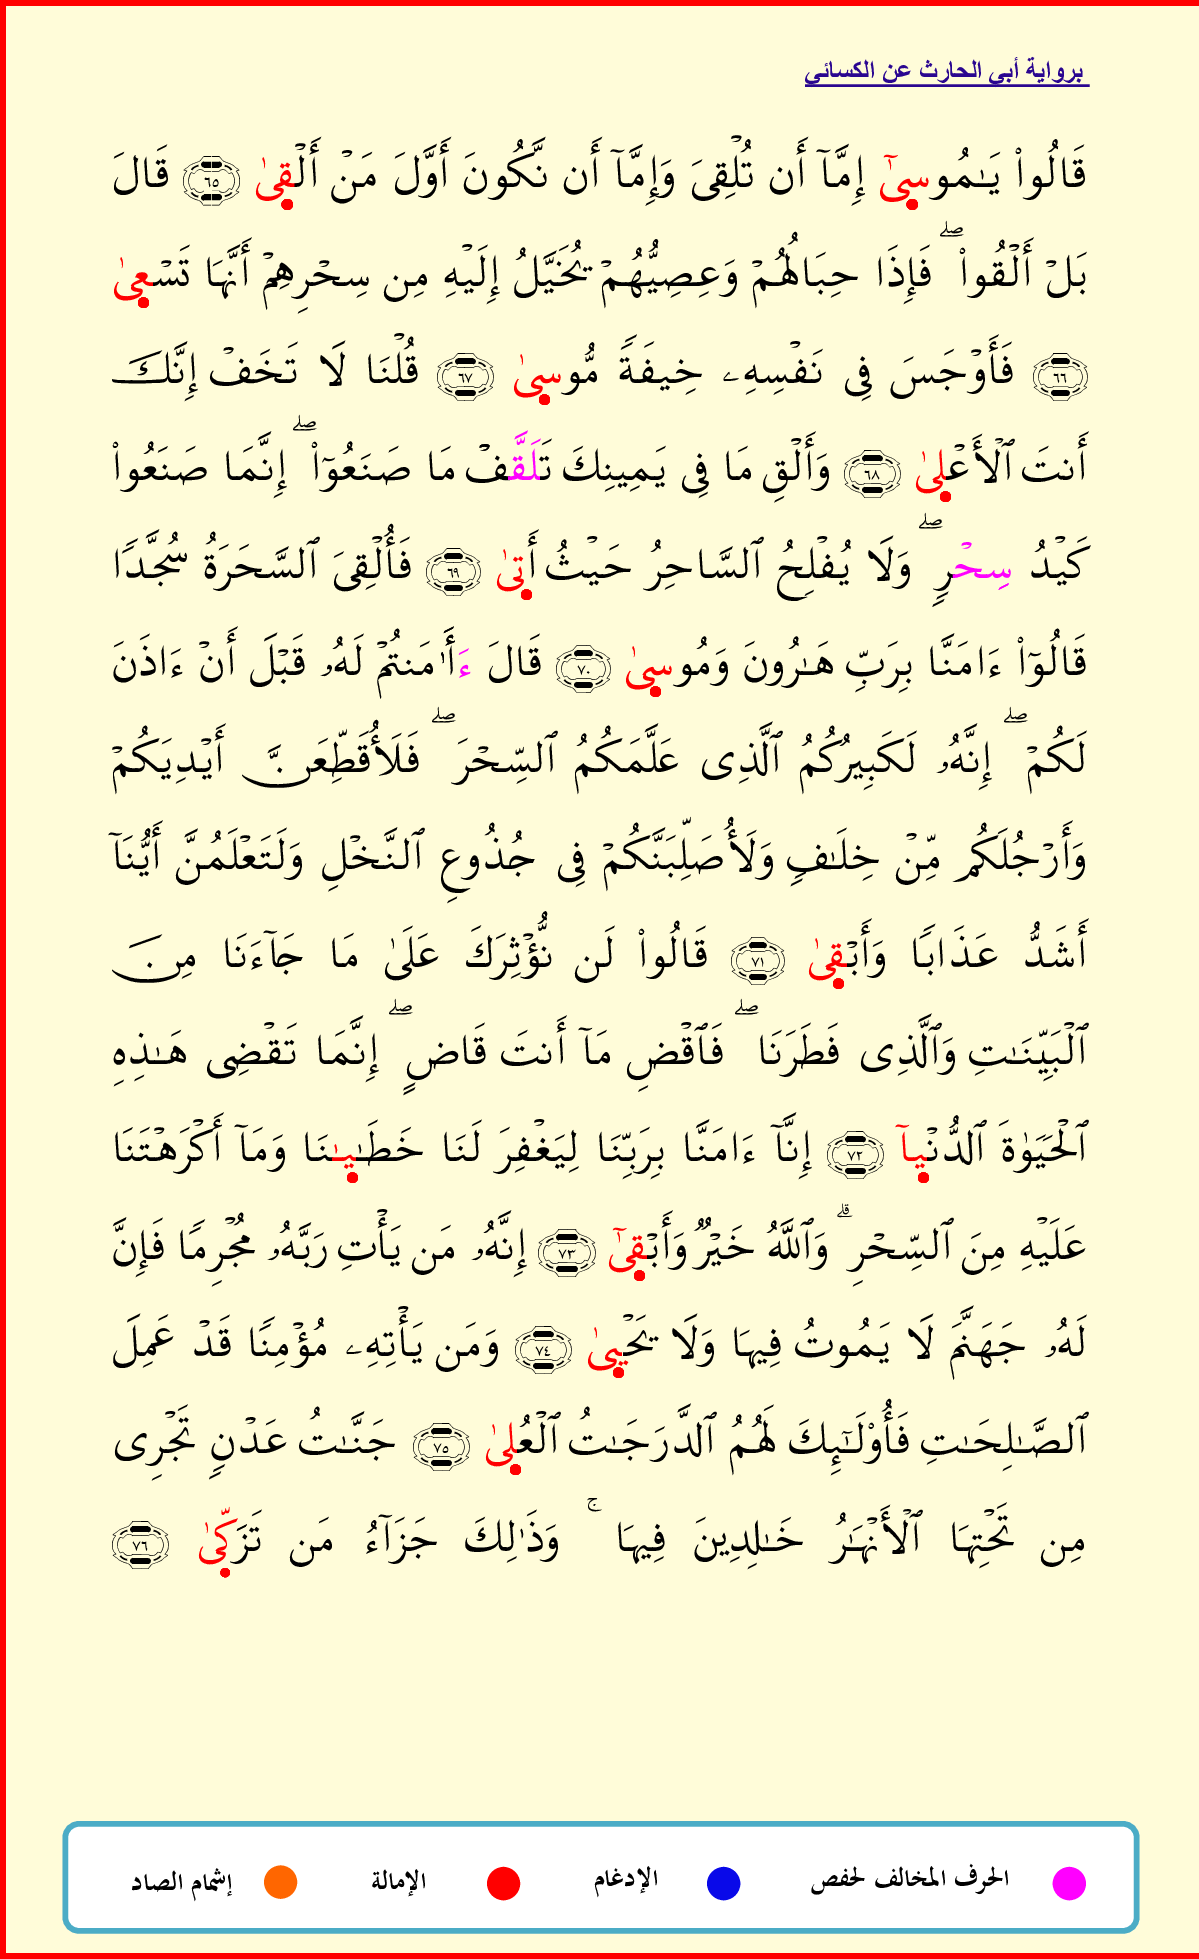 برواية أبي الحارث عن الكسائي
قَالُوا۟ يَـٰمُوسِىٰٓ إِمَّآ أَن تُلْقِىَ وَإِمَّآ أَن نَّكُونَ أَوَّلَ مَنْ أَلْقِىٰ ٦٥ قَالَ
بَلْ أَلْقُوا۟ ۖ فَإِذَا حِبَالُهُمْ وَعِصِيُّهُمْ يُخَيَّلُ إِلَيْهِ مِن سِحْرِهِمْ أَنَّهَا تَسْعِىٰ
٦٦ فَأَوْجَسَ فِى نَفْسِهِۦ خِيفَةً مُّوسِىٰ ٦٧ قُلْنَا لَا تَخَفْ إِنَّكَ
أَنتَ ٱلْأَعْلِىٰ ٦٨ وَأَلْقِ مَا فِى يَمِينِكَ تَلَقَّفْ مَا صَنَعُوٓا۟ ۖ إِنَّمَا صَنَعُوا۟
كَيْدُ سِحْرٍ ۖ وَلَا يُفْلِحُ ٱلسَّاحِرُ حَيْثُ أَتِىٰ ٦٩ فَأُلْقِىَ ٱلسَّحَرَةُ سُجَّدًا
قَالُوٓا۟ ءَامَنَّا بِرَبِّ هَـٰرُونَ وَمُوسِىٰ ٧٠ قَالَ ءَأَٰمَنتُمْ لَهُۥ قَبْلَ أَنْ ءَاذَنَ
لَكُمْ ۖ إِنَّهُۥ لَكَبِيرُكُمُ ٱلَّذِى عَلَّمَكُمُ ٱلسِّحْرَ ۖ فَلَأُقَطِّعَنَّ أَيْدِيَكُمْ
وَأَرْجُلَكُم مِّنْ خِلَـٰفٍ وَلَأُصَلِّبَنَّكُمْ فِى جُذُوعِ ٱلنَّخْلِ وَلَتَعْلَمُنَّ أَيُّنَآ
أَشَدُّ عَذَابًا وَأَبْقِىٰ ٧١ قَالُوا۟ لَن نُّؤْثِرَكَ عَلَىٰ مَا جَآءَنَا مِنَ
ٱلْبَيِّنَـٰتِ وَٱلَّذِى فَطَرَنَا ۖ فَٱقْضِ مَآ أَنتَ قَاضٍ ۖ إِنَّمَا تَقْضِى هَـٰذِهِ
ٱلْحَيَوٰةَ ٱلدُّنْيِآ ٧٢ إِنَّآ ءَامَنَّا بِرَبِّنَا لِيَغْفِرَ لَنَا خَطَـٰيِـٰنَا وَمَآ أَكْرَهْتَنَا
عَلَيْهِ مِنَ ٱلسِّحْرِ ۗ وَٱللَّهُ خَيْرٌ وَأَبْقِىٰٓ ٧٣ إِنَّهُۥ مَن يَأْتِ رَبَّهُۥ مُجْرِمًا فَإِنَّ
لَهُۥ جَهَنَّمَ لَا يَمُوتُ فِيهَا وَلَا يَحْيِىٰ ٧٤ وَمَن يَأْتِهِۦ مُؤْمِنًا قَدْ عَمِلَ
ٱلصَّـٰلِحَـٰتِ فَأُو۟لَـٰٓئِكَ لَهُمُ ٱلدَّرَجَـٰتُ ٱلْعُلِىٰ ٧٥ جَنَّـٰتُ عَدْنٍ تَجْرِى
مِن تَحْتِهَا ٱلْأَنْهَـٰرُ خَـٰلِدِينَ فِيهَا ۚ وَذَٰلِكَ جَزَآءُ مَن تَزَكِّىٰ ٧٦
الحرف المخالف لحفص الإدغام الإمالة إشمام الصاد